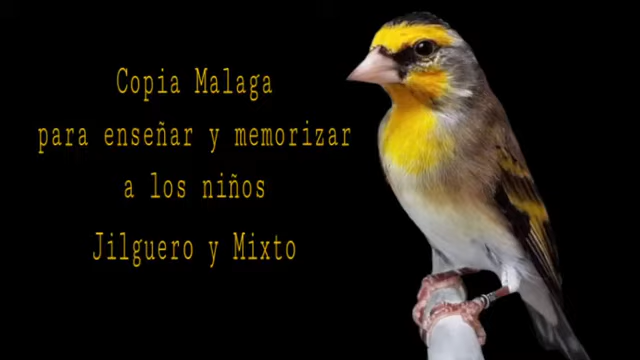 Copia Malaga
para enseñar y memorizar
a los niños
Jilguero y Mixto